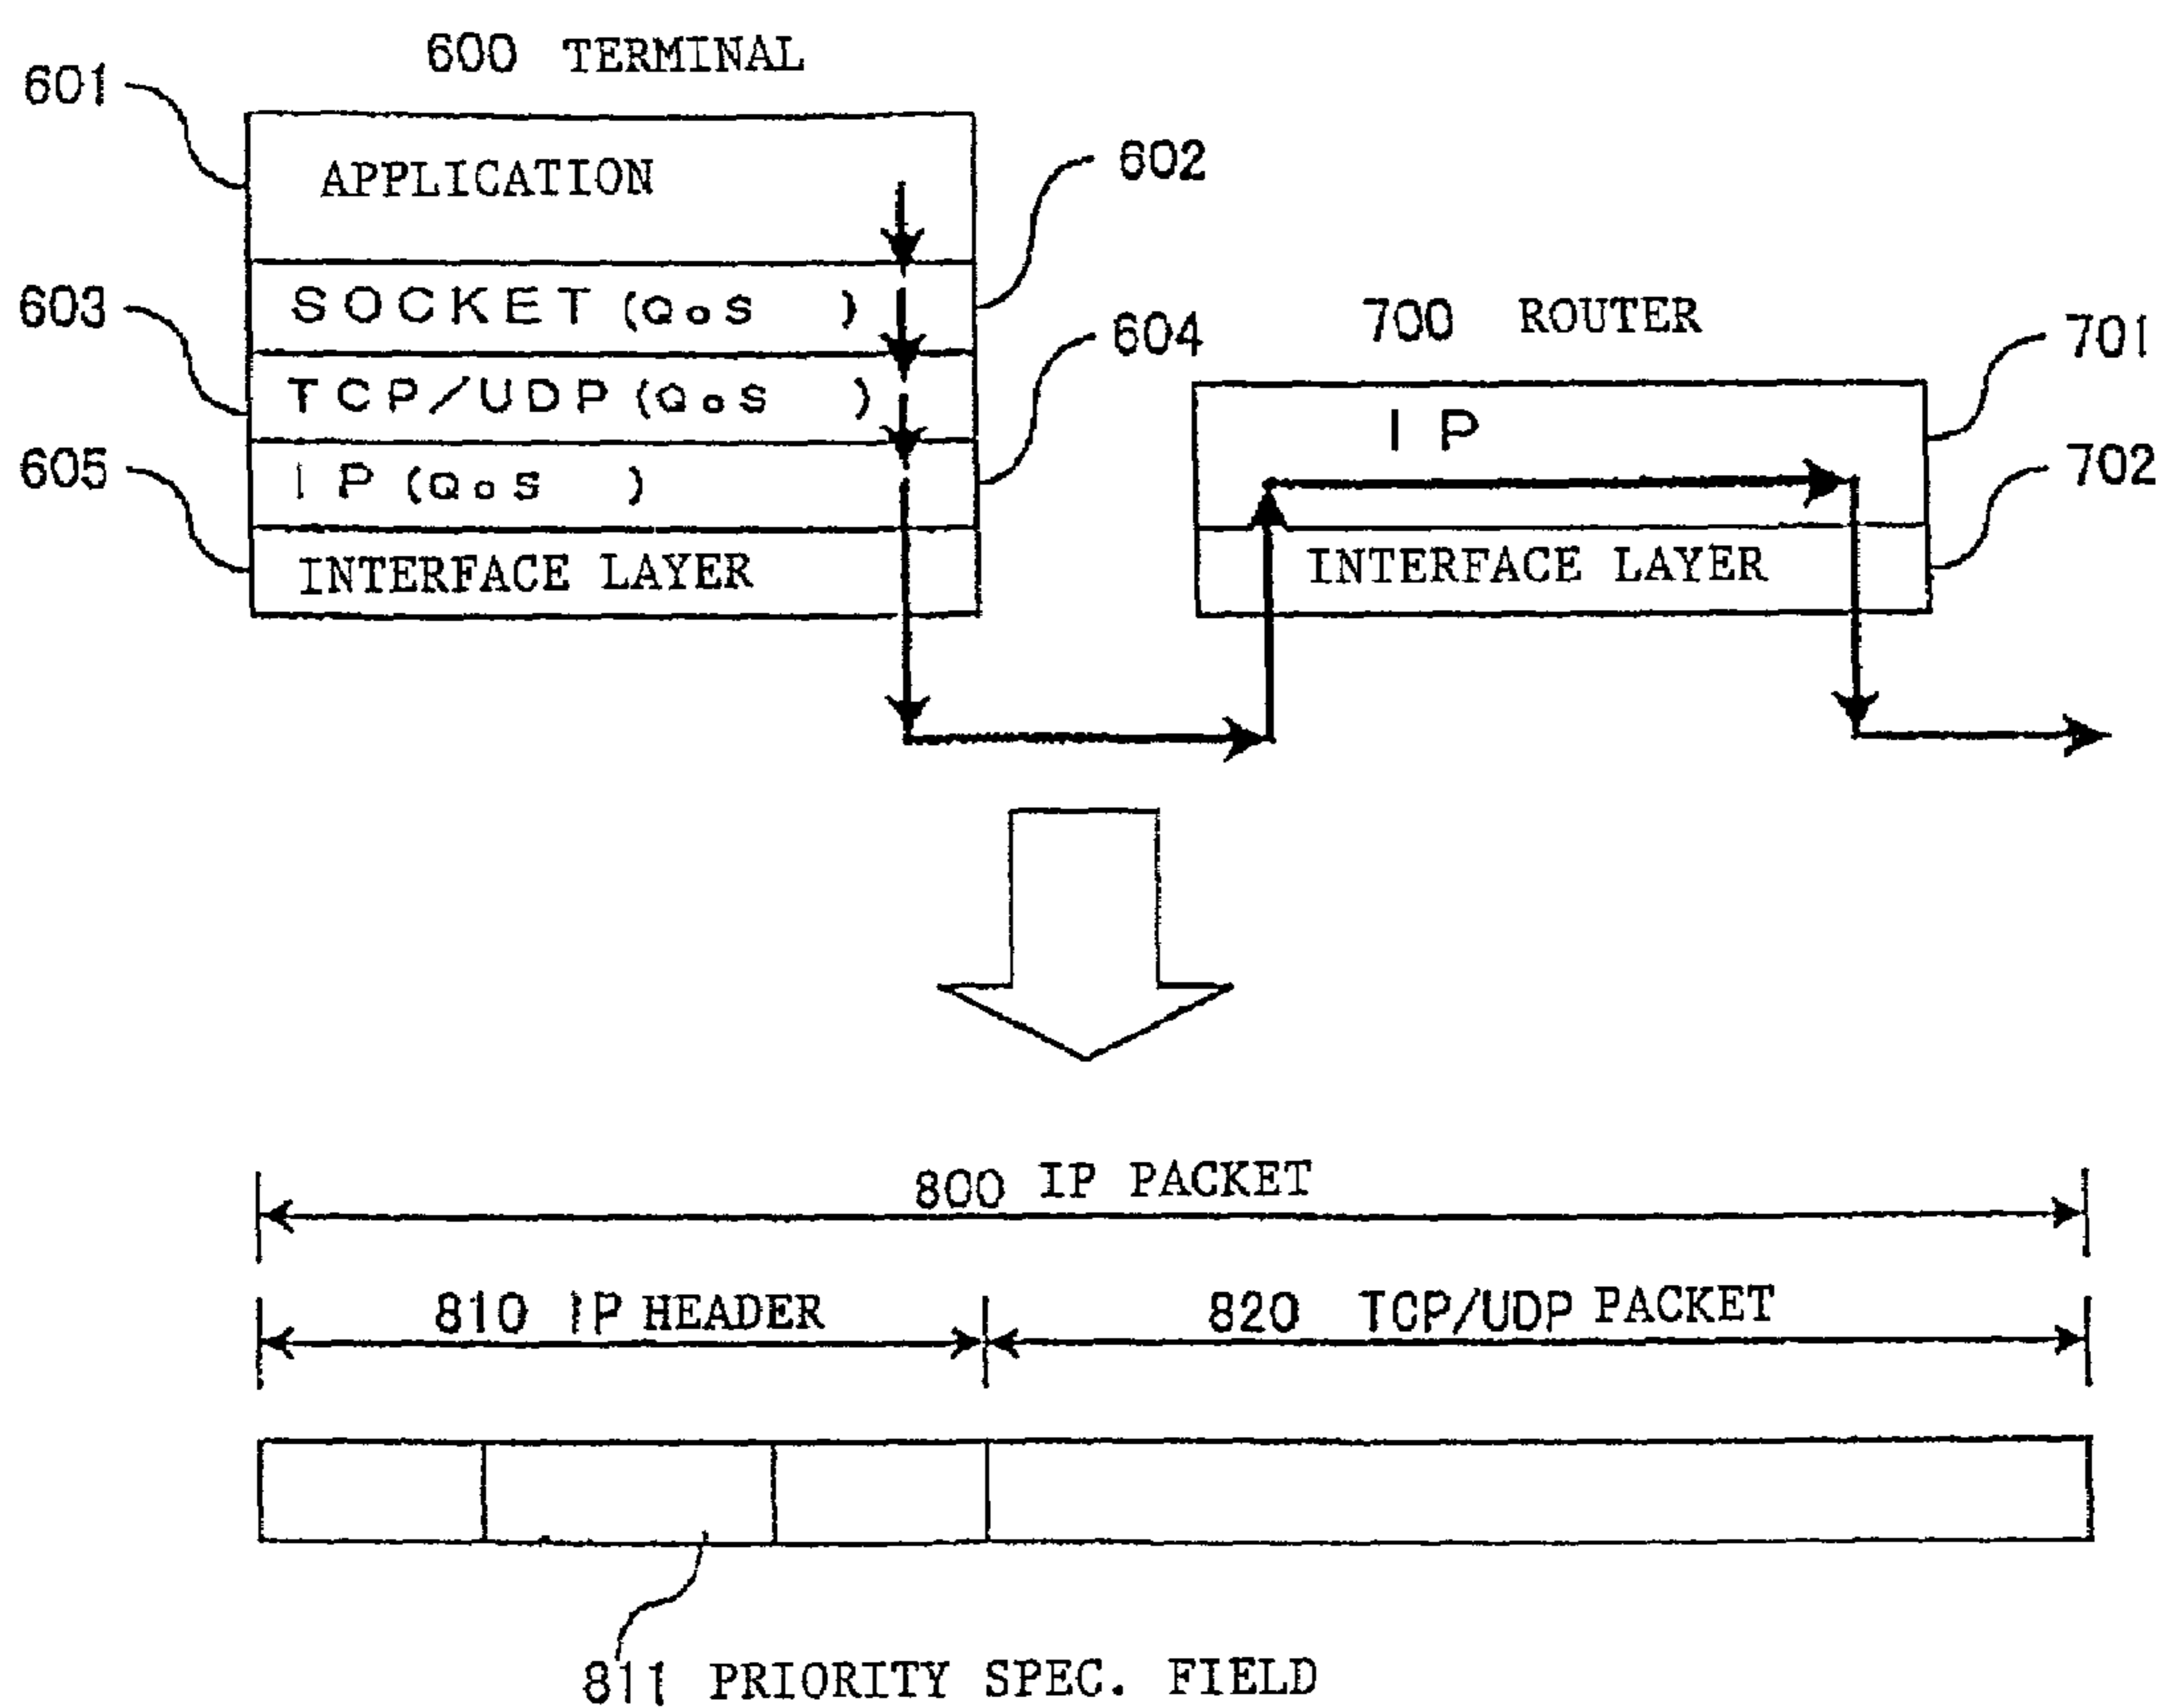 600 TERMINAL
601
APPLICATION
602
SOCKET (QoS )
603
TCP/UDP (QoS )
604
IP (QoS )
605
INTERFACE LAYER
700 ROUTER
701
IP
702
INTERFACE LAYER
800 IP PACKET
810 IP HEADER
820 TCP/UDP PACKET
811 PRIORITY SPEC. FIELD